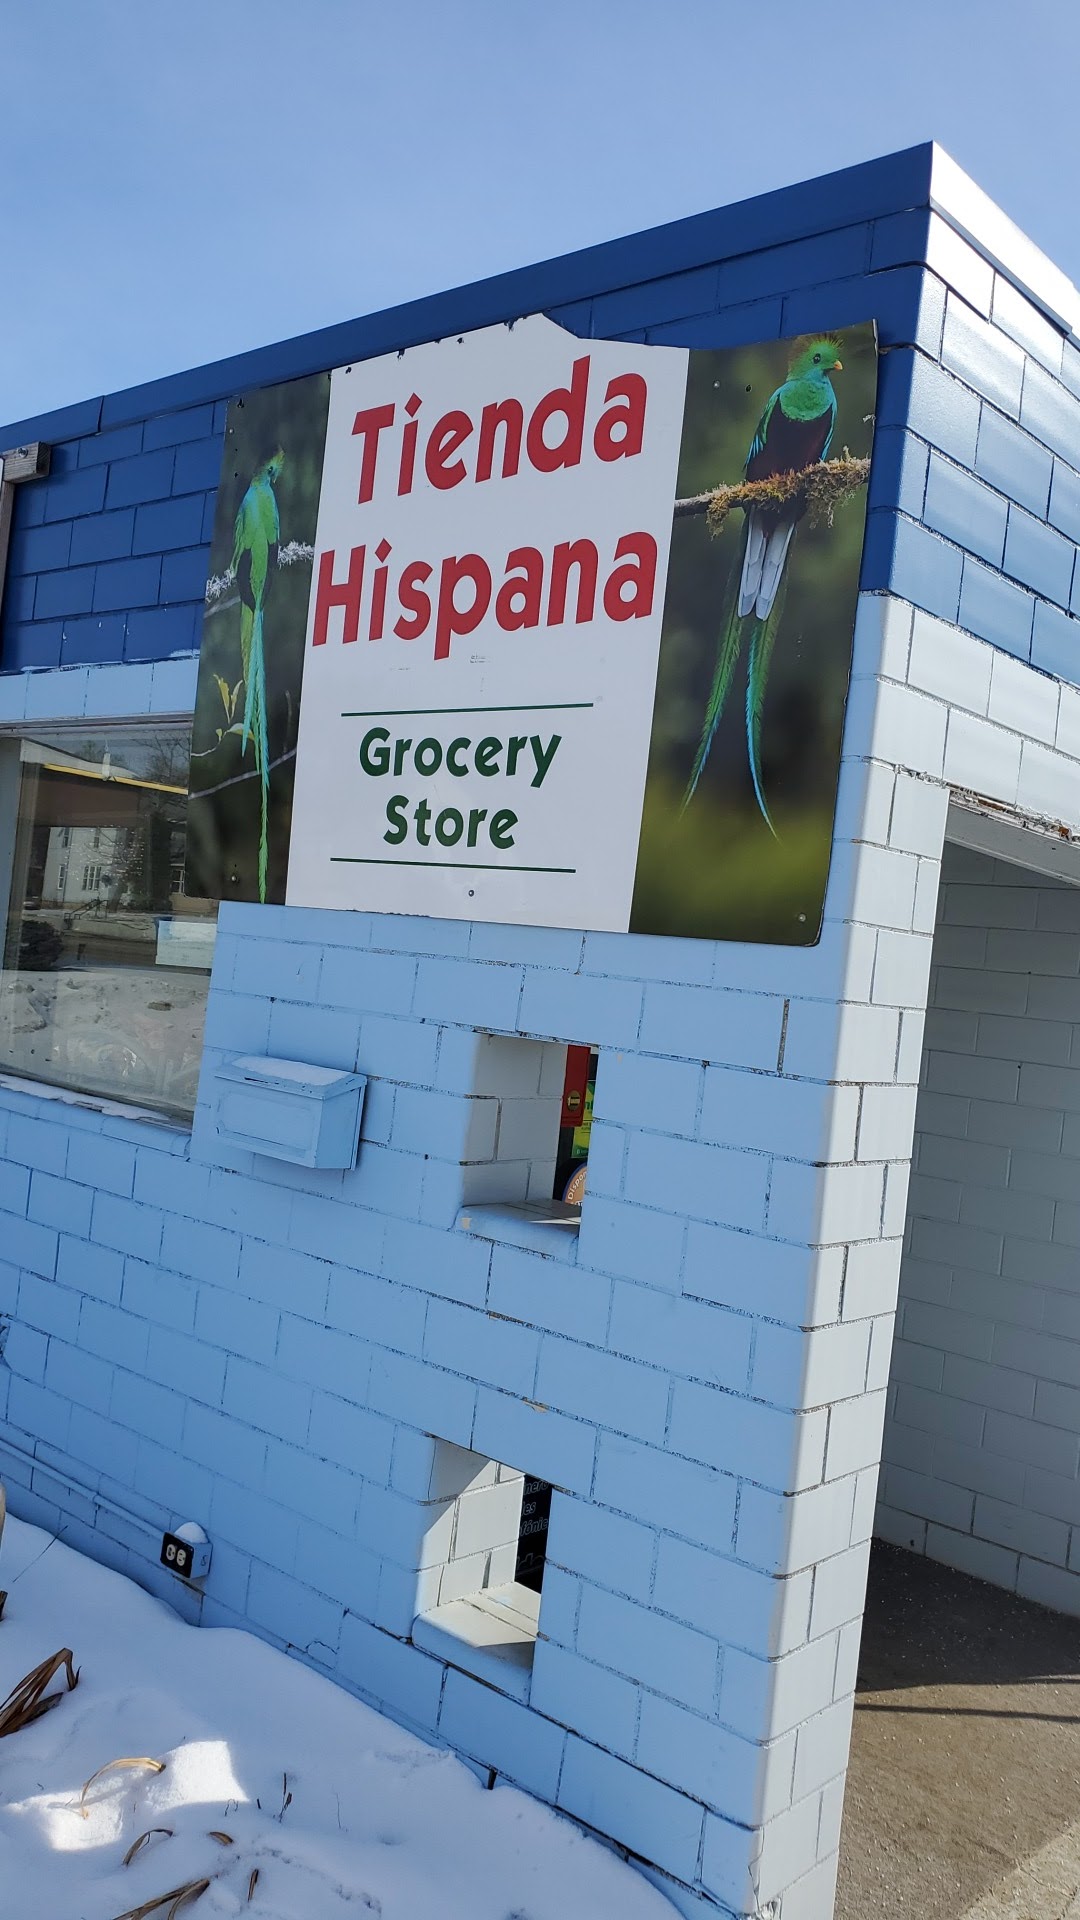 Tienda
Hispana
Grocery
Store